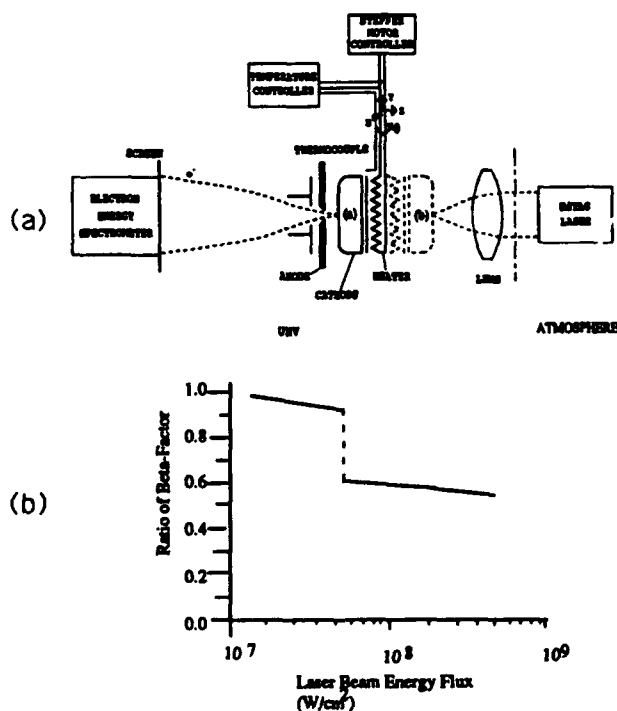 STEPPER
MOTOR
CONTROLLER
TEMPERATURE
CONTROLLER
Y
X
Z
THERMOCOUPLE
SCREEN
e-
ELECTRON
ENERGY
SPECTROMETER
(a)
(a)
(b)
LASER
ANODE
CATHODE
HEATER
LENS
UHV
ATMOSPHERE
(b)
Ratio of Beta-Factor
1.0
0.8
0.6
0.4
0.2
0.0
10^7
10^8
10^9
Laser Beam Energy Flux
(W/cm²)